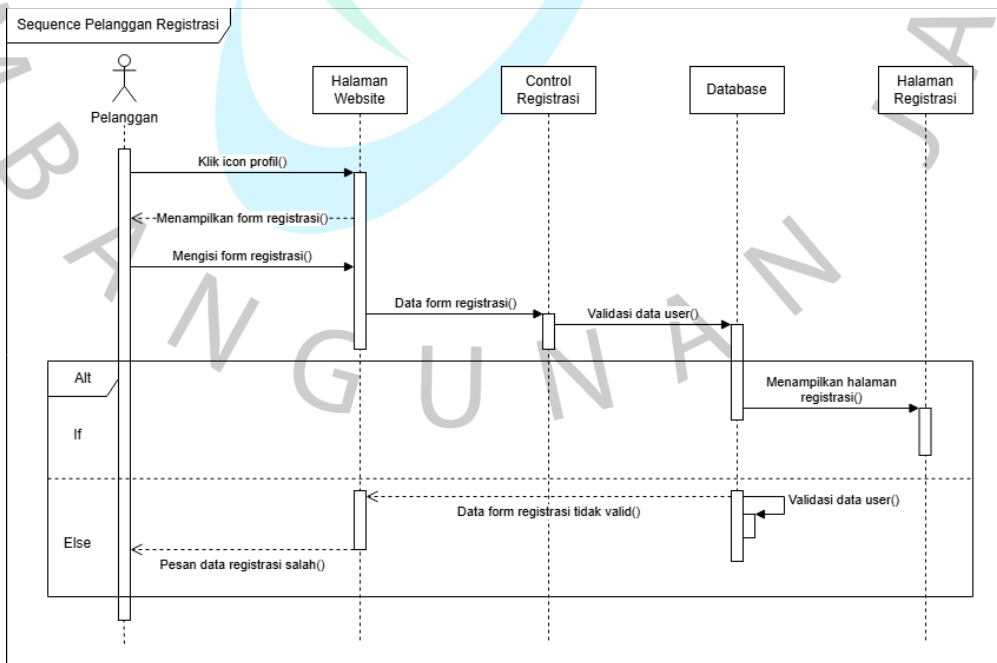 Sequence Pelanggan Registrasi
Pelanggan
Halaman
Website
Control
Registrasi
Database
Halaman
Registrasi
Klik icon profil()
Menampilkan form registrasi()
Mengisi form registrasi()
Data form registrasi()
Validasi data user()
Alt
Menampilkan halaman
registrasi()
If
Validasi data user()
Data form registrasi tidak valid()
Else
Pesan data registrasi salah()
BANGUNAN JA